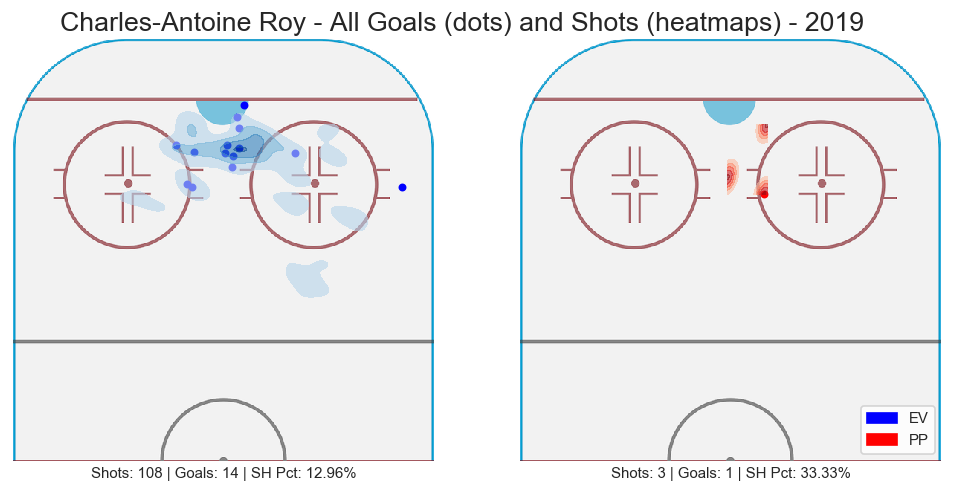 Charles-Antoine Roy - All Goals (dots) and Shots (heatmaps) - 2019
EV
PP
Shots: 108 | Goals: 14 | SH Pct: 12.96%
Shots: 3 | Goals: 1 | SH Pct: 33.33%